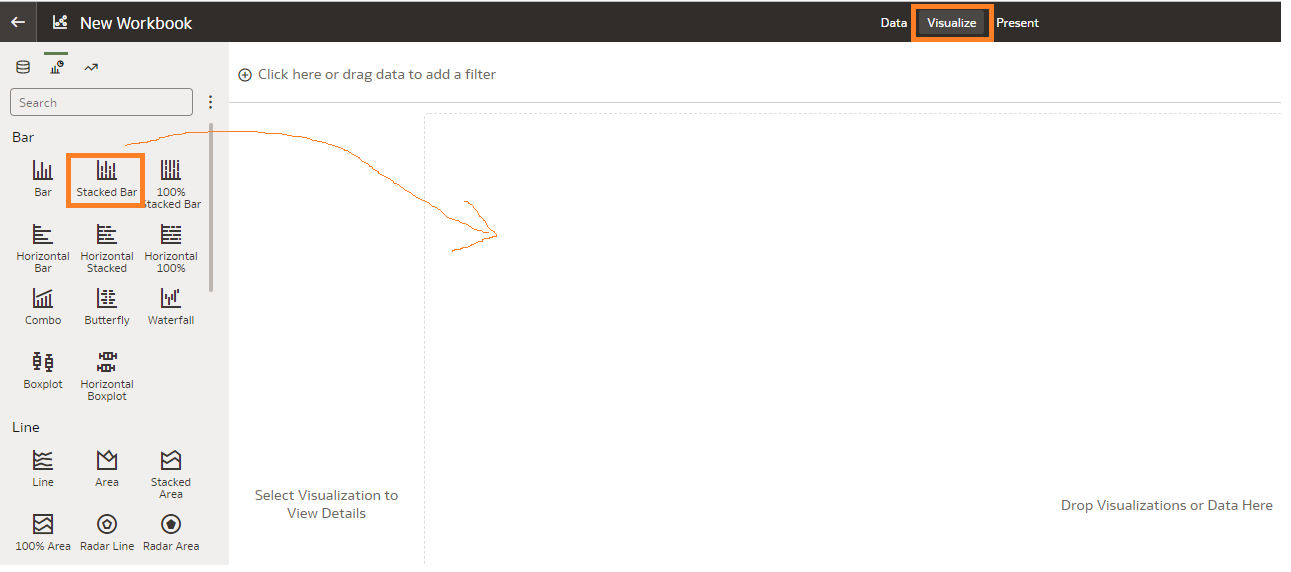 New Workbook
Data Visualize Present
Click here or drag data to add a filter
Search
Bar
Bar Stacked Bar 100% Stacked Bar
Horizontal Bar Horizontal Stacked Horizontal 100%
Combo Butterfly Waterfall
Boxplot Horizontal Boxplot
Line
Line Area Stacked Area
100% Area Radar Line Radar Area
Select Visualization to
View Details
Drop Visualizations or Data Here